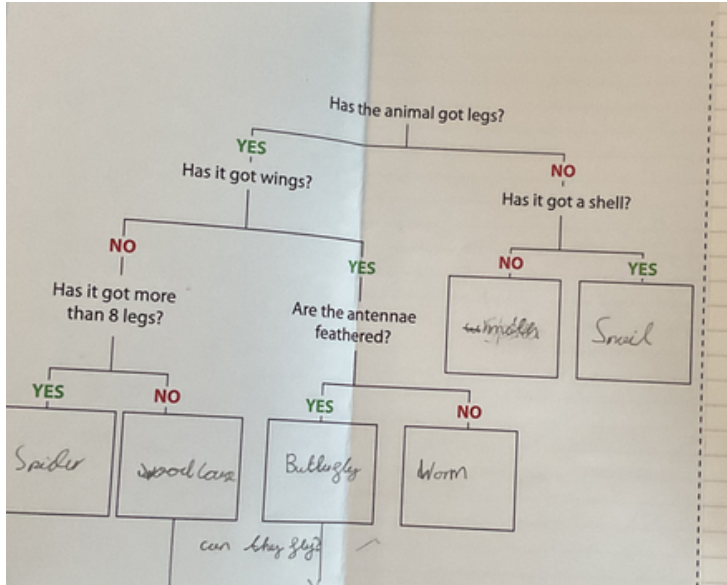 Has the animal got legs?
YES
NO
Has it got wings?
Has it got a shell?
NO
YES
NO
YES
Has it got more
than 8 legs?
Are the antennae
feathered?
Snail
YES
NO
YES
NO
Spider
Butterfly
Worm
can they fly?